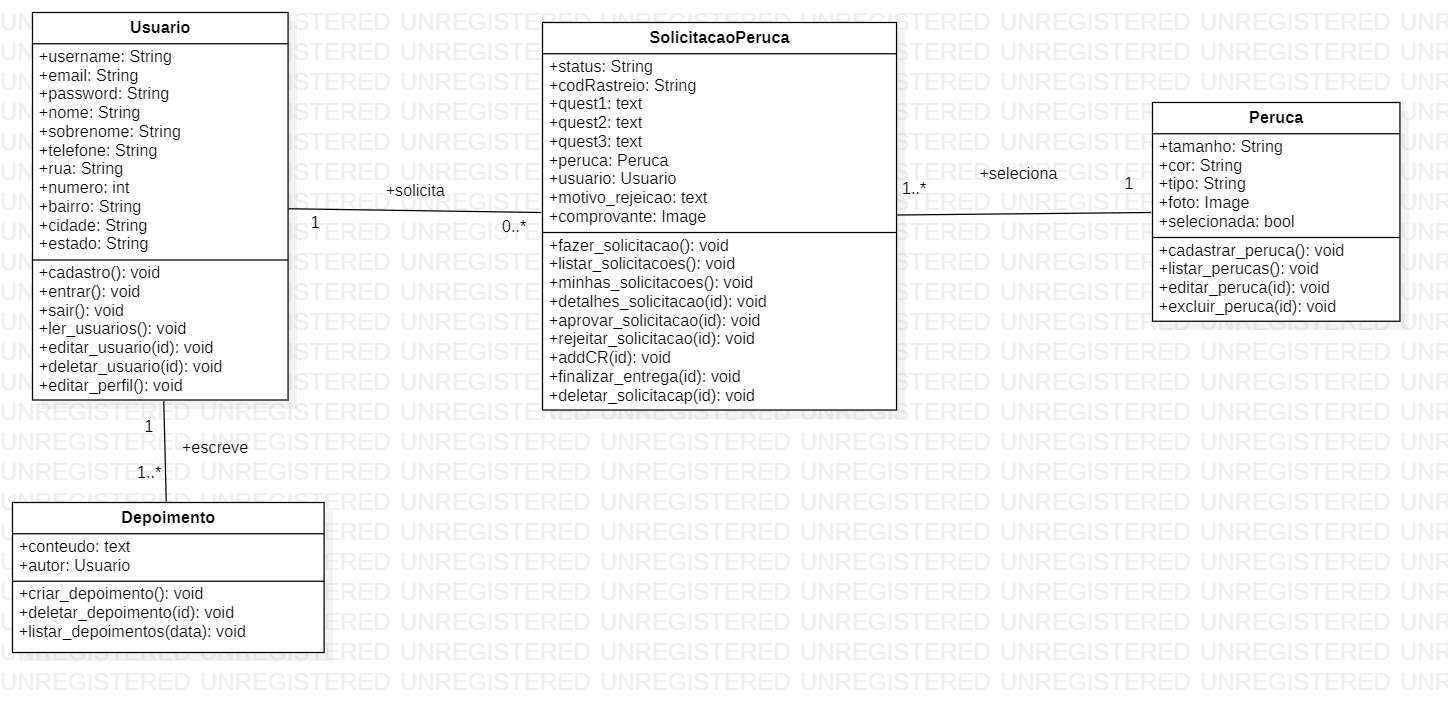 Usuario
+username: String
+email: String
+password: String
+nome: String
+sobrenome: String
+telefone: String
+rua: String
+numero: int
+bairro: String
+cidade: String
+estado: String
+cadastro(): void
+entrar(): void
+sair(): void
+ler_usuarios(): void
+editar_usuario(id): void
+deletar_usuario(id): void
+editar_perfil(): void
+solicita
1
0..*
SolicitacaoPeruca
+status: String
+codRastreio: String
+quest1: text
+quest2: text
+quest3: text
+peruca: Peruca
+usuario: Usuario
+motivo_rejeicao: text
+comprovante: Image
+fazer_solicitacao(): void
+listar_solicitacoes(): void
+minhas_solicitacoes(): void
+detalhes_solicitacao(id): void
+aprovar_solicitacao(id): void
+rejeitar_solicitacao(id): void
+addCR(id): void
+finalizar_entrega(id): void
+deletar_solicitacap(id): void
+seleciona
1..*
1
Peruca
+tamanho: String
+cor: String
+tipo: String
+foto: Image
+selecionada: bool
+cadastrar_peruca(): void
+listar_perucas(): void
+editar_peruca(id): void
+excluir_peruca(id): void
1
+escreve
1..*
Depoimento
+conteudo: text
+autor: Usuario
+criar_depoimento(): void
+deletar_depoimento(id): void
+listar_depoimentos(data): void
UNREGISTERED UNREGISTERED UNREGISTERED UNREGISTERED UNREGISTERED UNREGISTERED UNREGISTERED UNR